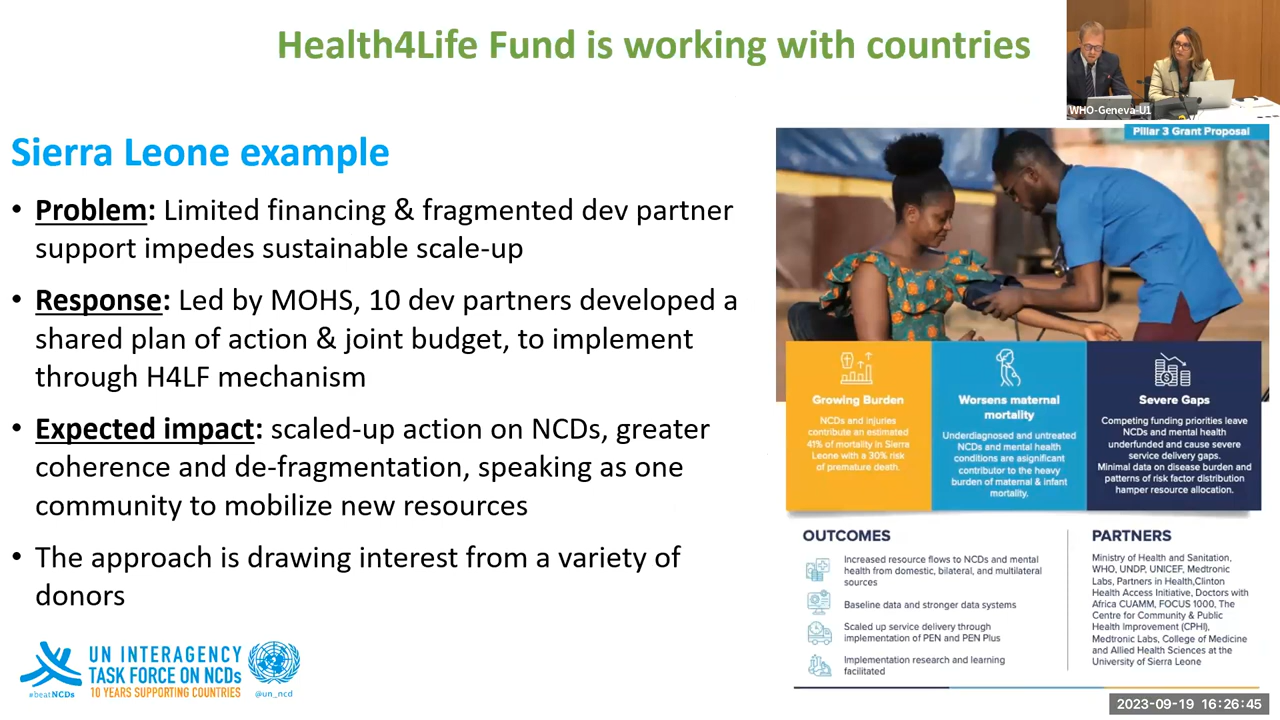 Health4Life Fund is working with countries
WHO-Geneva-U1
Sierra Leone example
• Problem: Limited financing & fragmented dev partner
support impedes sustainable scale-up
• Response: Led by MOHS, 10 dev partners developed a
shared plan of action & joint budget, to implement
through H4LF mechanism
• Expected impact: scaled-up action on NCDs, greater
coherence and de-fragmentation, speaking as one
community to mobilize new resources
• The approach is drawing interest from a variety of
donors
UN INTERAGENCY
TASK FORCE ON NCDs
10 YEARS SUPPORTING COUNTRIES
#beatNCDs
@un_ncd
Pillar 3 Grant Proposal
Growing Burden
NCDs and injuries
contribute an estimated
41% of mortality in Sierra
Leone with a 30% risk
of premature death.
Worsens maternal
mortality
Underdiagnosed and untreated
NCDs and mental health
conditions are asignificant
contributor to the heavy
burden of maternal & infant
mortality.
Severe Gaps
Competing funding priorities leave
NCDs and mental health
underfunded and cause severe
service delivery gaps.
Minimal data on disease burden and
patterns of risk factor distribution
hamper resource allocation.
OUTCOMES
Increased resource flows to NCDs and mental
health from domestic, bilateral, and multilateral
sources
Baseline data and stronger data systems
Scaled up service delivery through
implementation of PEN and PEN Plus
Implementation research and learning
facilitated
PARTNERS
Ministry of Health and Sanitation,
WHO, UNDP, UNICEF, Medtronic
Labs, Partners in Health,Clinton
Health Access Initiative, Doctors with
Africa CUAMM, FOCUS 1000, The
Centre for Community & Public
Health Improvement (CPHI),
Medtronic Labs, College of Medicine
and Allied Health Sciences at the
University of Sierra Leone
2023-09-19 16:26:45